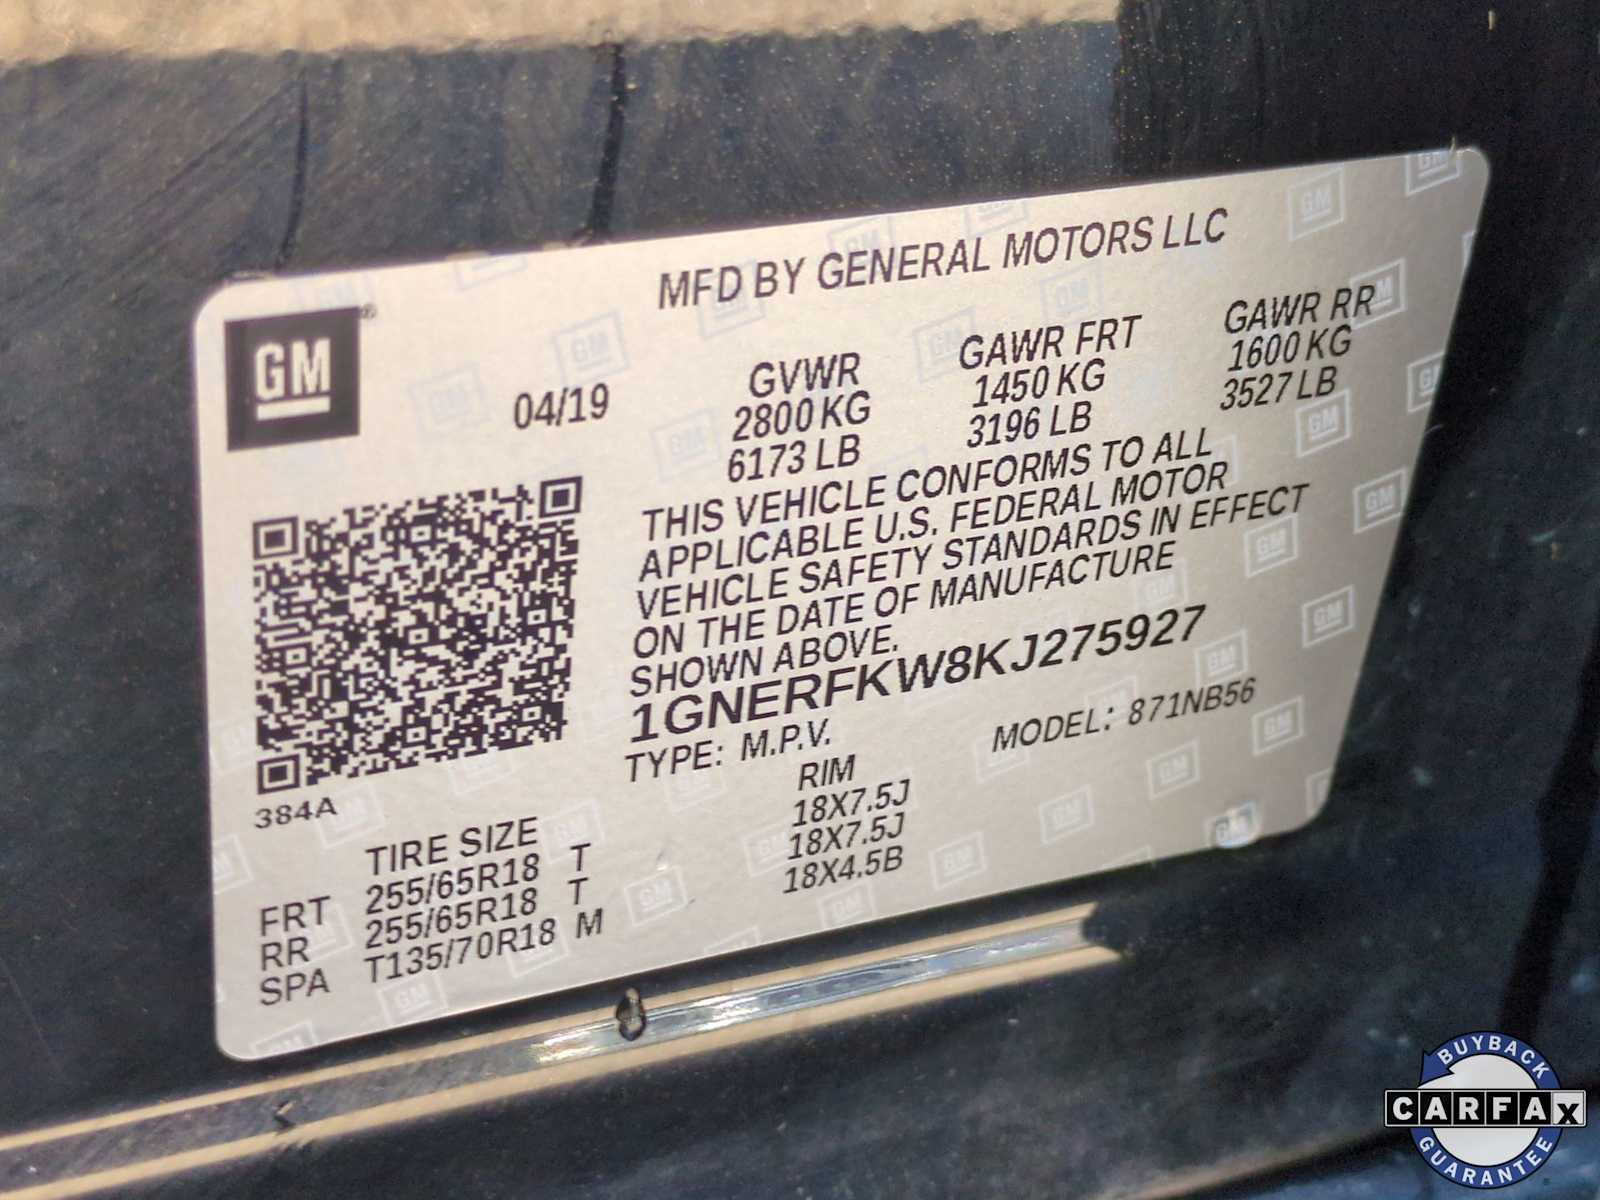 MFD BY GENERAL MOTORS LLC
GM
04/19
GVWR GAWR FRT GAWR RR
2800 KG 1450 KG 1600 KG
6173 LB 3196 LB 3527 LB
THIS VEHICLE CONFORMS TO ALL
APPLICABLE U.S. FEDERAL MOTOR
VEHICLE SAFETY STANDARDS IN EFFECT
ON THE DATE OF MANUFACTURE
SHOWN ABOVE.
1GNERFKW8KJ275927
TYPE: M.P.V. MODEL: 871NB56
384A
TIRE SIZE RIM
FRT 255/65R18 T 18X7.5J
RR 255/65R18 T 18X7.5J
SPA T135/70R18 M 18X4.5B
BUYBACK
CARFAX
GUARANTEE